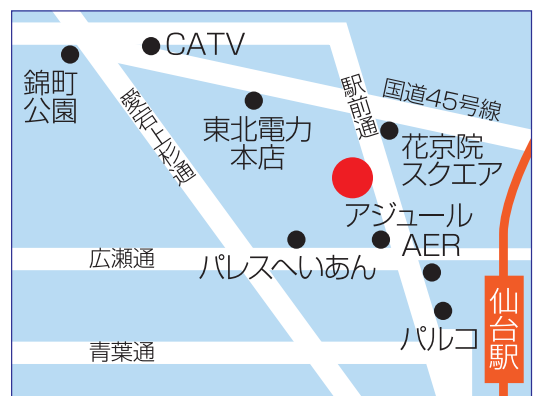 CATV
錦町
公園
愛宕上杉通
東北電力
本店
駅前通
国道45号線
花京院
スクエア
アジュール
AER
パレスへいあん
広瀬通
パルコ
仙台駅
青葉通